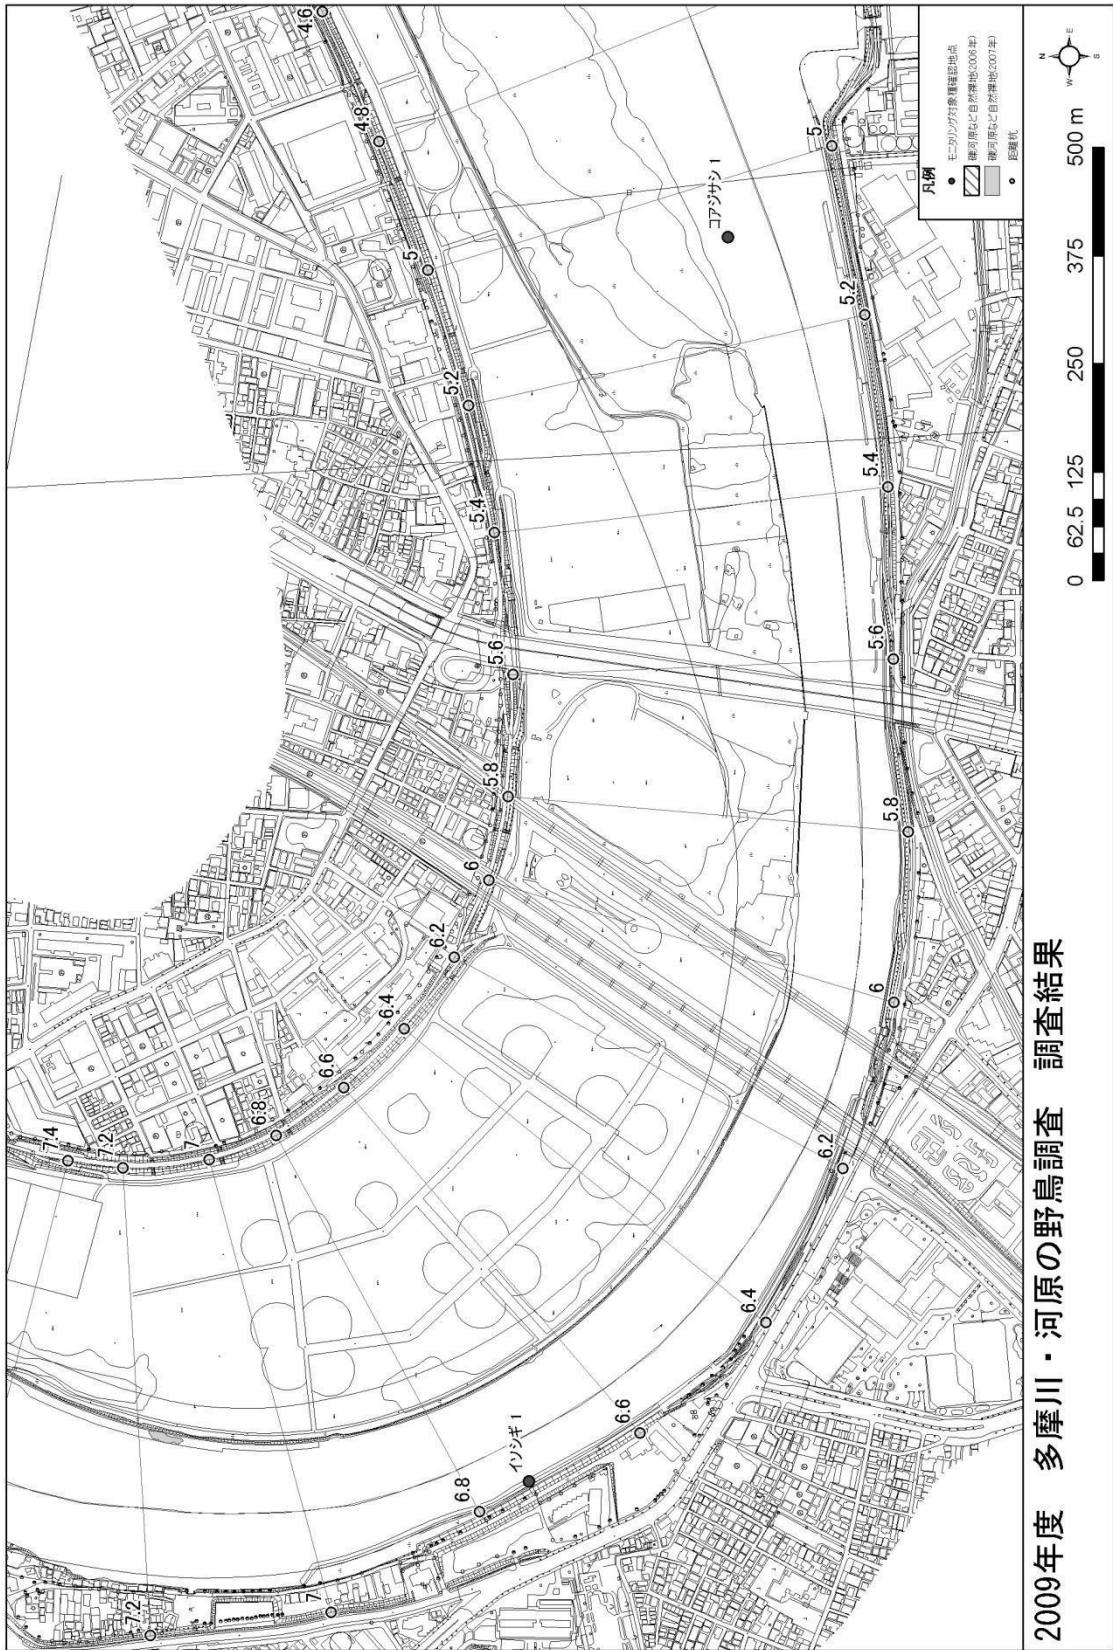 4.6
4.8
5
5.2
5.4
5.6
5.8
6
6.2
6.4
6.6
6.8
7
7.2
7.4
5
5.2
5.4
5.6
5.8
6
6.2
6.4
6.6
6.8
7
7.2
コアジサシ 1
イソシギ 1
凡例
モニタリング対象種確認地点
礫河原など自然裸地(2006年)
礫河原など自然裸地(2007年)
距離杭
N
W
E
S
0 62.5 125 250 375 500 m
2009年度 多摩川・河原の野鳥調査 調査結果